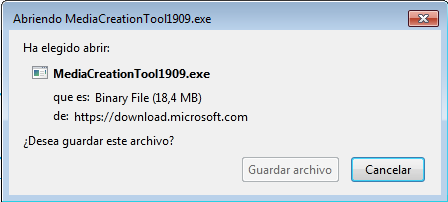 Abriendo MediaCreationTool1909.exe
Ha elegido abrir:
MediaCreationTool1909.exe
que es: Binary File (18,4 MB)
de: https://download.microsoft.com
¿Desea guardar este archivo?
Guardar archivo Cancelar